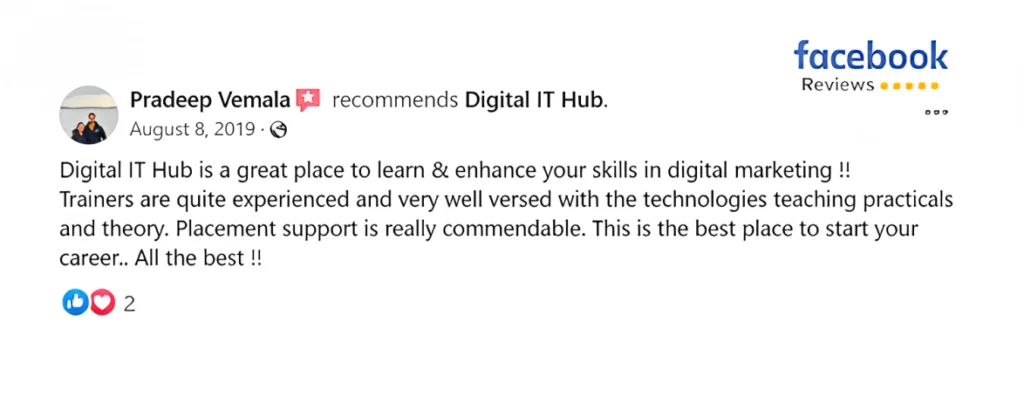 facebook
Reviews
Pradeep Vemala recommends Digital IT Hub.
August 8, 2019 ·
Digital IT Hub is a great place to learn & enhance your skills in digital marketing !!
Trainers are quite experienced and very well versed with the technologies teaching practicals
and theory. Placement support is really commendable. This is the best place to start your
career.. All the best !!
2